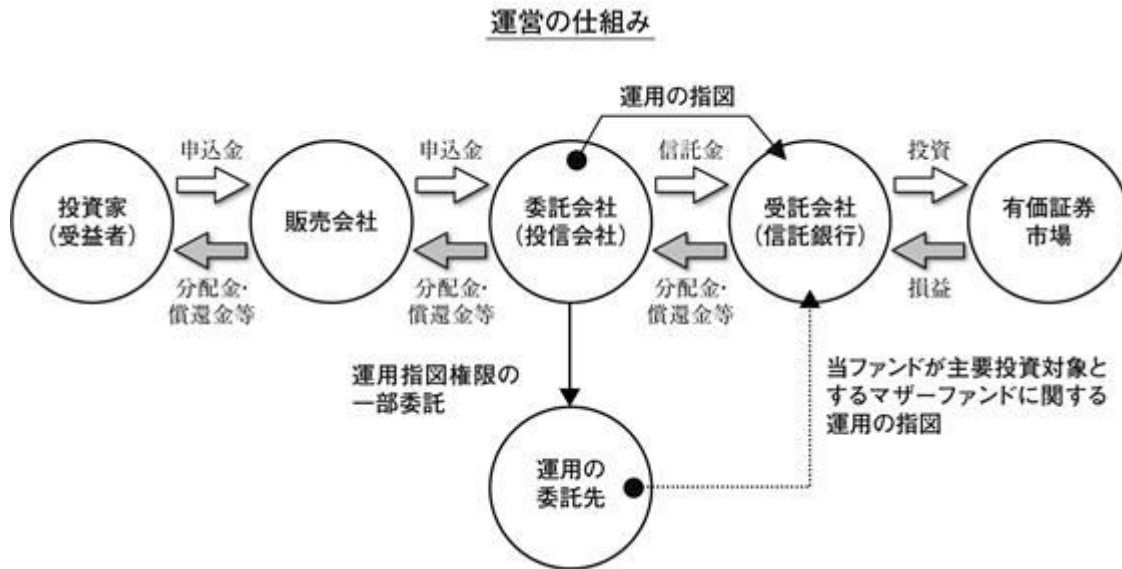 運営の仕組み
運用の指図
申込金
申込金
信託金
投資
投資家
(受益者)
販売会社
委託会社
(投信会社)
受託会社
(信託銀行)
有価証券
市場
分配金・
償還金等
分配金・
償還金等
分配金・
償還金等
損益
運用指図権限の
一部委託
当ファンドが主要投資対象と
するマザーファンドに関する
運用の指図
運用の
委託先